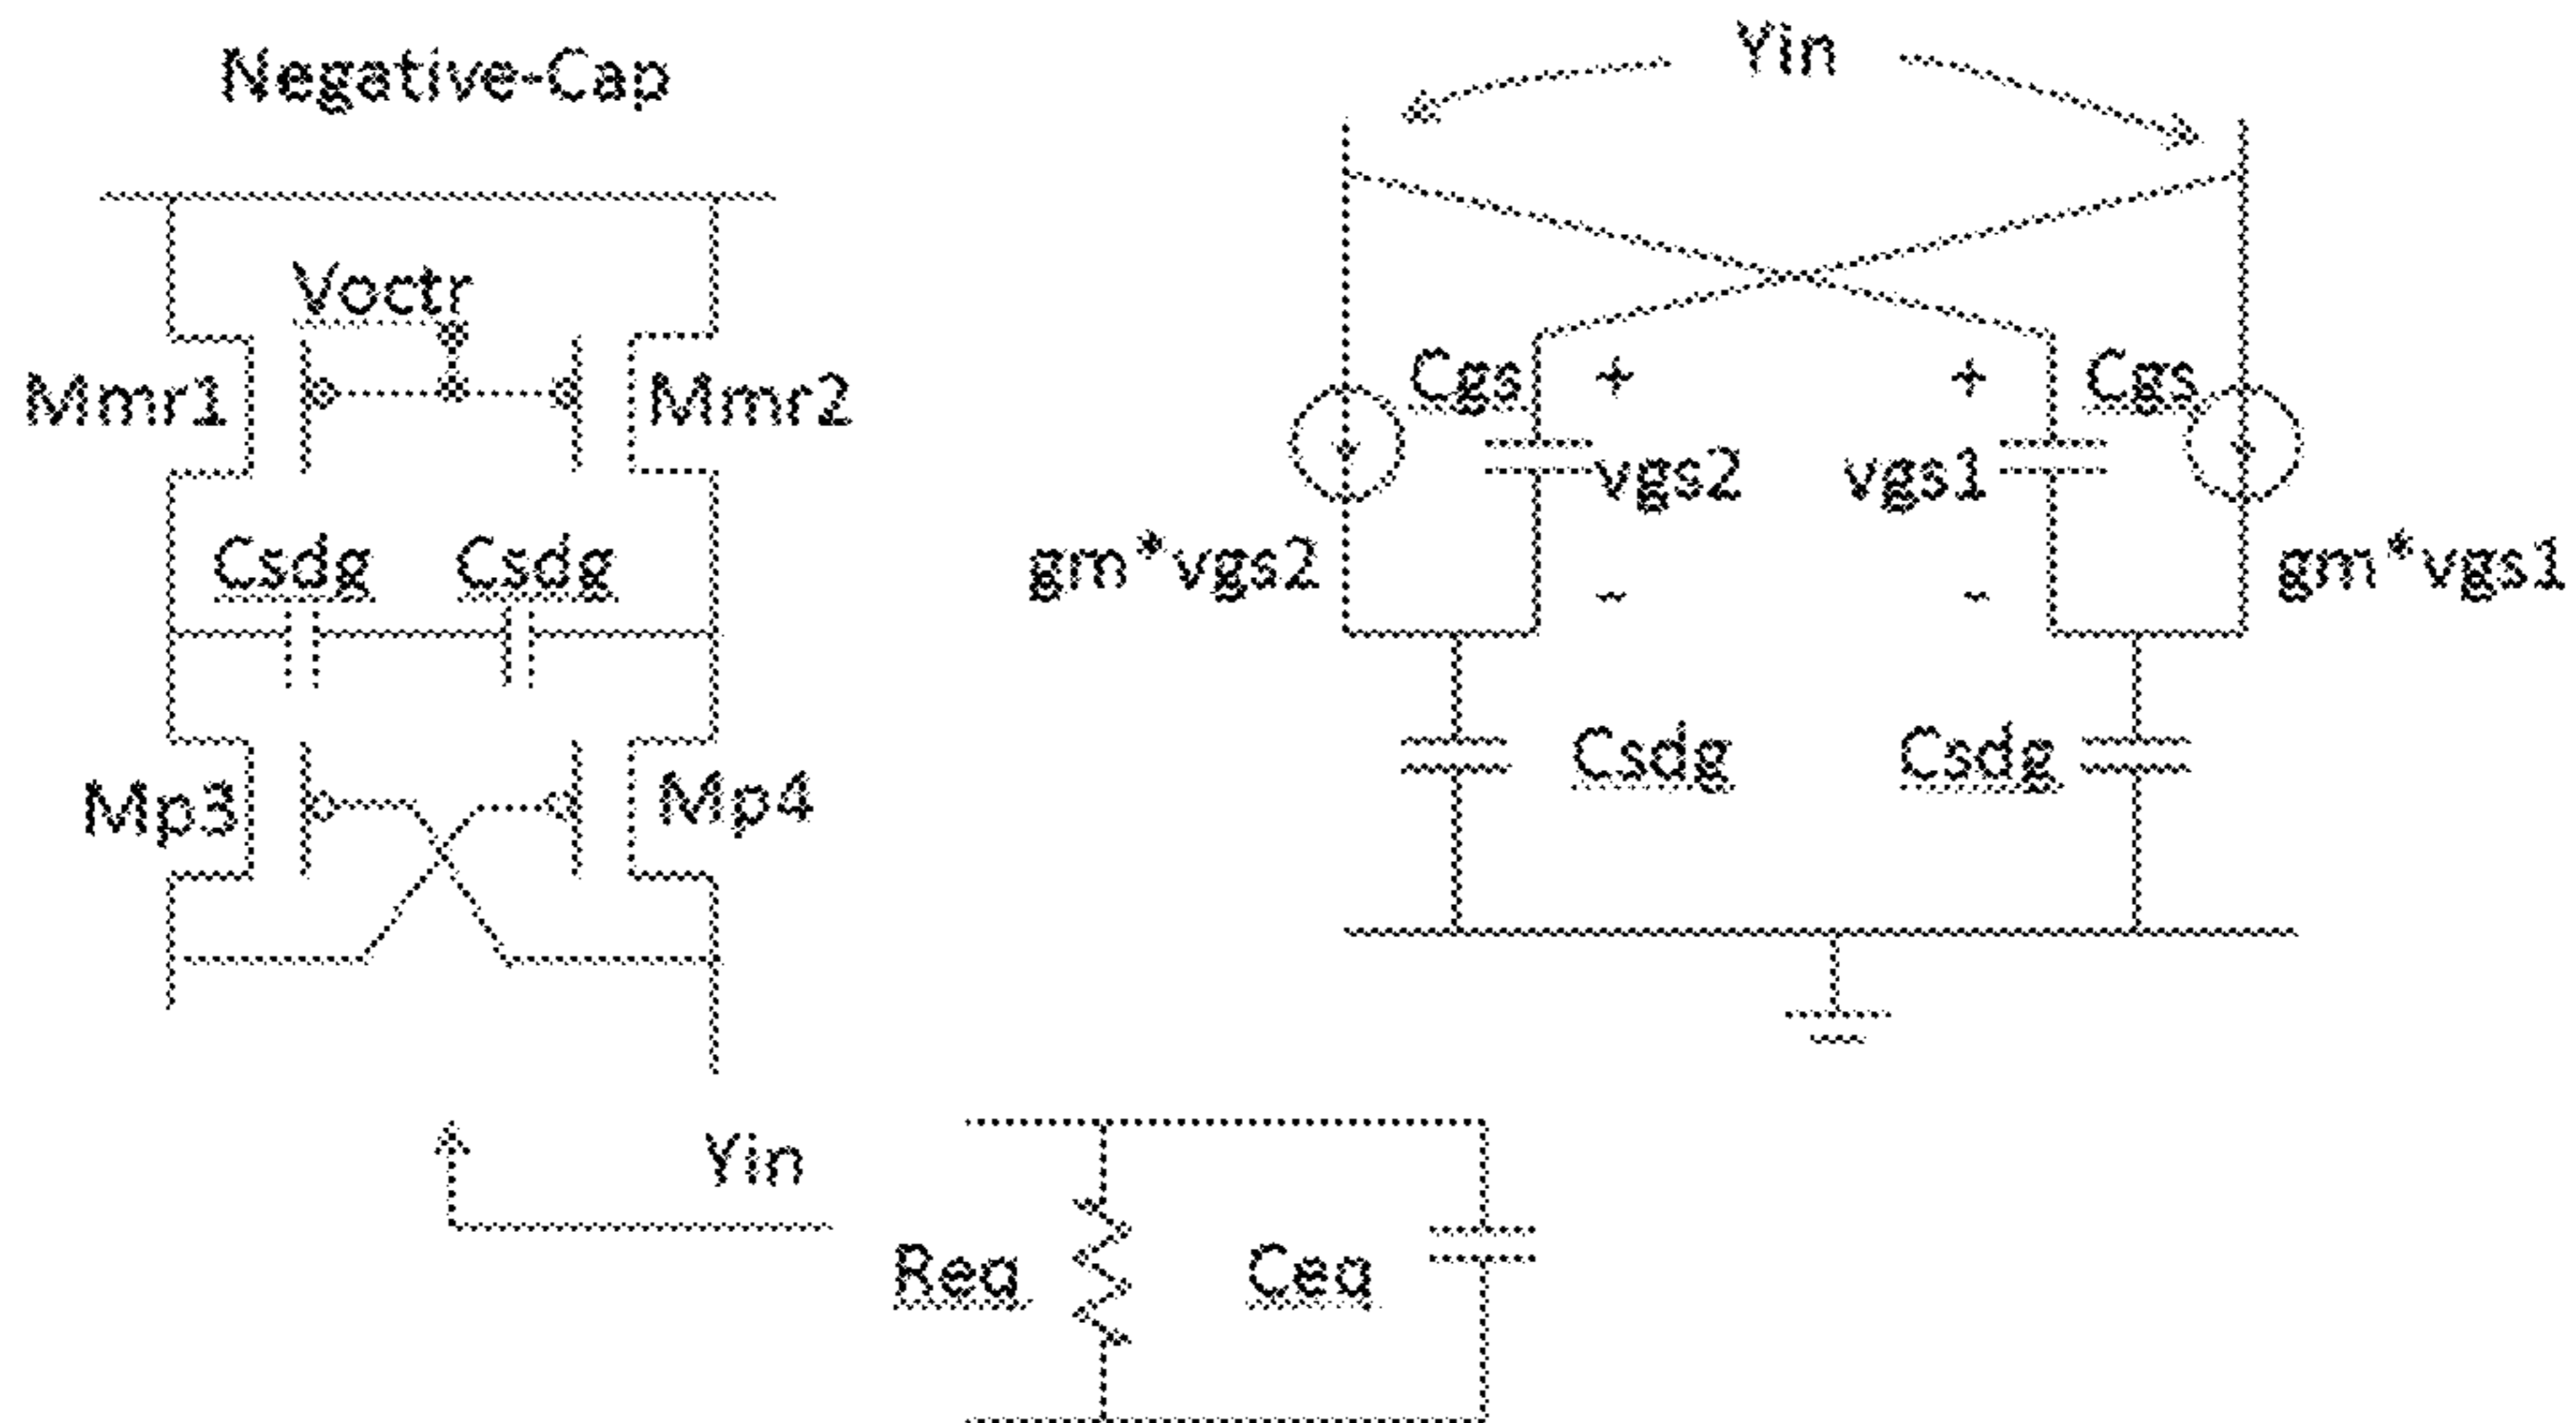 Negative-Cap
Yin
Voctr
Mmr1
Mmr2
Cgs
+
+
Cgs
vgs2
vgs1
Csdg
Csdg
gm*vgs2
-
-
gm*vgs1
Mp3
Mp4
Csdg
Csdg
Yin
Req
Ceq